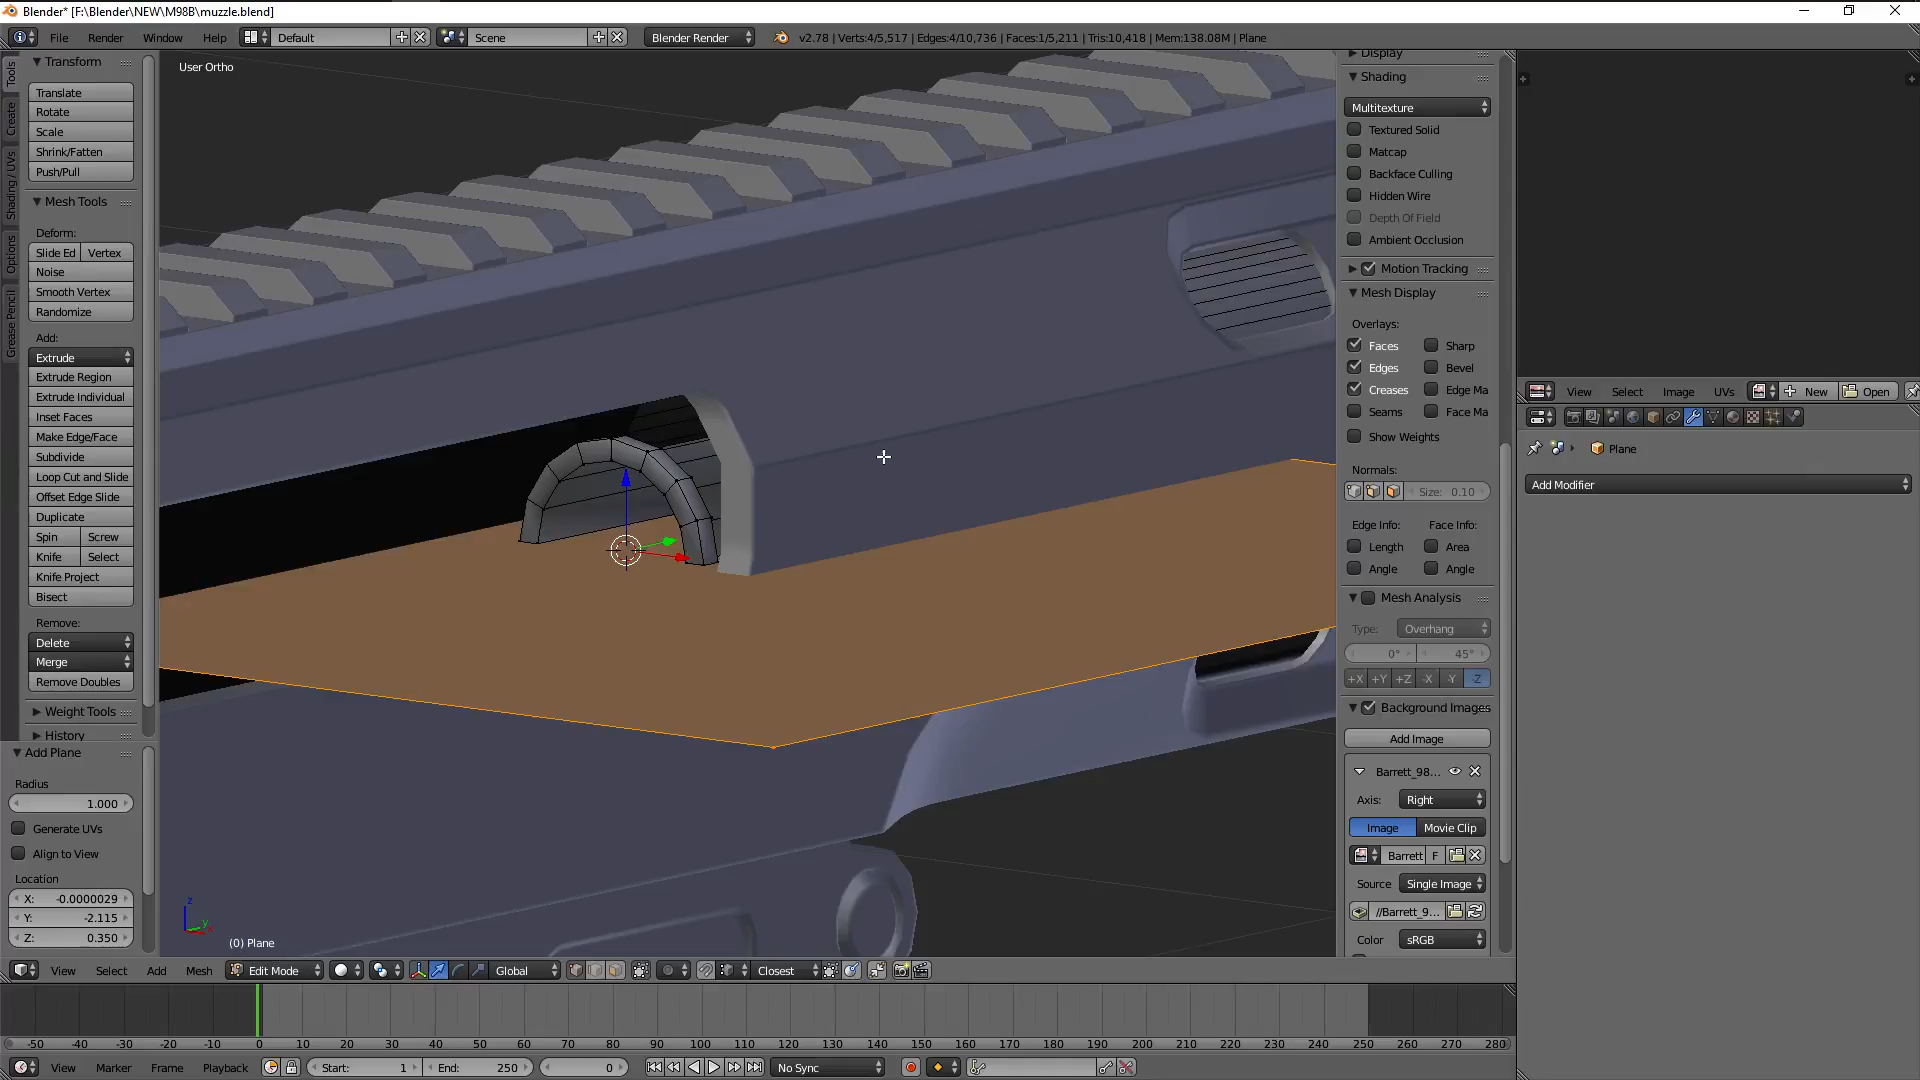 Blender* [F:\Blender\NEW\M98B\muzzle.blend]
File Render Window Help Default Scene Blender Render v2.78 | Verts:4/5,517 | Edges:4/10,736 | Faces:1/5,211 | Tris:10,418 | Mem:138.08M | Plane
Tools
Create
Shading / UVs
Options
Grease Pencil
Transform
Translate
Rotate
Scale
Shrink/Fatten
Push/Pull
Mesh Tools
Deform:
Slide Ed Vertex
Noise
Smooth Vertex
Randomize
Add:
Extrude
Extrude Region
Extrude Individual
Inset Faces
Make Edge/Face
Subdivide
Loop Cut and Slide
Offset Edge Slide
Duplicate
Spin Screw
Knife Select
Knife Project
Bisect
Remove:
Delete
Merge
Remove Doubles
Weight Tools
History
Add Plane
Radius
1.000
Generate UVs
Align to View
Location
X: -0.0000029
Y: -2.115
Z: 0.350
User Ortho
z
y
(0) Plane
Display
Shading
Multitexture
Textured Solid
Matcap
Backface Culling
Hidden Wire
Depth Of Field
Ambient Occlusion
Motion Tracking
Mesh Display
Overlays:
Faces Sharp
Edges Bevel
Creases Edge Ma
Seams Face Ma
Show Weights
Normals:
Size: 0.10
Edge Info: Face Info:
Length Area
Angle Angle
Mesh Analysis
Type: Overhang
0° 45°
+X +Y +Z -X -Y -Z
Background Images
Add Image
Barrett_98...
Axis: Right
Image Movie Clip
Barrett F
Source Single Image
//Barrett_9...
Color sRGB
View Select Image UVs New Open
Plane
Add Modifier
View Select Add Mesh Edit Mode Global Closest
-50 -40 -30 -20 -10 0 10 20 30 40 50 60 70 80 90 100 110 120 130 140 150 160 170 180 190 200 210 220 230 240 250 260 270 280
View Marker Frame Playback Start: 1 End: 250 0 No Sync